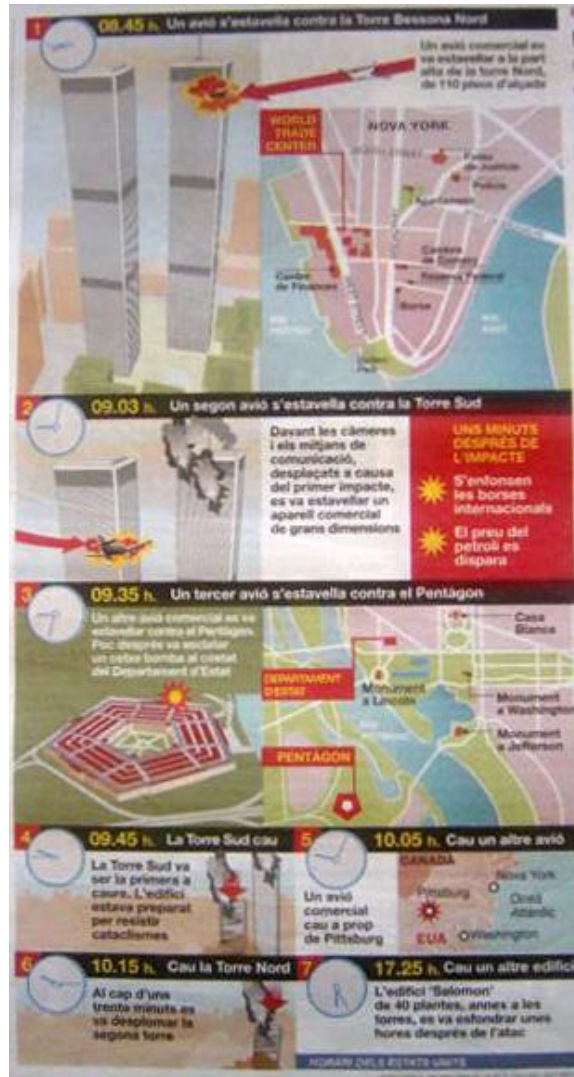 1 08.45 h. Un avió s'estavella contra la Torre Bessona Nord
Un avió comercial es
va estavellar a la part
alta de la torre Nord,
de 110 pisos d'alçada
WORLD
TRADE
CENTER
NOVA YORK
Palau
de Justícia
Policia
Ajuntament
Centre
de Finances
Cambra
de Comerç
Reserva Federal
Borsa
2 09.03 h. Un segon avió s'estavella contra la Torre Sud
Davant les càmeres
i els mitjans de
comunicació,
desplaçats a causa
del primer impacte,
es va estavellar un
aparell comercial
de grans dimensions
UNS MINUTS
DESPRÉS DE
L'IMPACTE
S'enfonsen
les borses
internacionals
El preu del
petroli es
dispara
3 09.35 h. Un tercer avió s'estavella contra el Pentàgon
Un altre avió comercial es va
estavellar contra el Pentàgon.
Poc després va esclatar
un cotxe bomba al costat
del Departament d'Estat
Casa
Blanca
DEPARTAMENT
D'ESTAT
Monument
a Lincoln
Monument
a Washington
Monument
a Jefferson
PENTÀGON
4 09.45 h. La Torre Sud cau
La Torre Sud va
ser la primera a
caure. L'edifici
estava preparat
per resistir
cataclismes
5 10.05 h. Cau un altre avió
Un avió
comercial
cau a prop
de Pittsburg
CANADÀ
Nova York
Pittsburg
Oceà
Atlàntic
EUA
Washington
6 10.15 h. Cau la Torre Nord
Al cap d'uns
trenta minuts es
va desplomar la
segona torre
7 17.25 h. Cau un altre edifici
L'edifici 'Salomon'
de 40 plantes, annex a les
torres, es va esfondrar unes
hores després de l'atac
HORARI DELS ESTATS UNITS